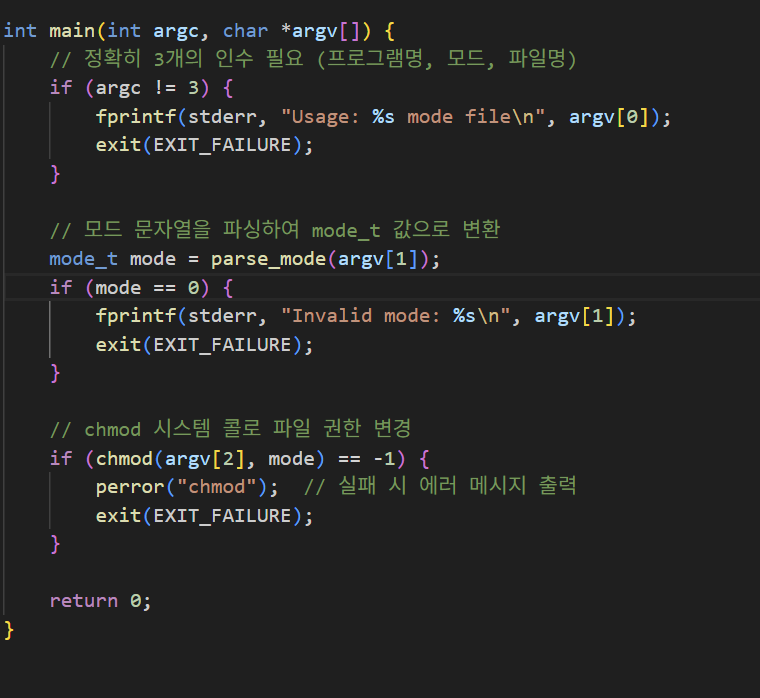 int main(int argc, char *argv[]) {
// 정확히 3개의 인수 필요 (프로그램명, 모드, 파일명)
if (argc != 3) {
fprintf(stderr, "Usage: %s mode file\n", argv[0]);
exit(EXIT_FAILURE);
}
// 모드 문자열을 파싱하여 mode_t 값으로 변환
mode_t mode = parse_mode(argv[1]);
if (mode == 0) {
fprintf(stderr, "Invalid mode: %s\n", argv[1]);
exit(EXIT_FAILURE);
}
// chmod 시스템 콜로 파일 권한 변경
if (chmod(argv[2], mode) == -1) {
perror("chmod");  // 실패 시 에러 메시지 출력
exit(EXIT_FAILURE);
}
return 0;
}